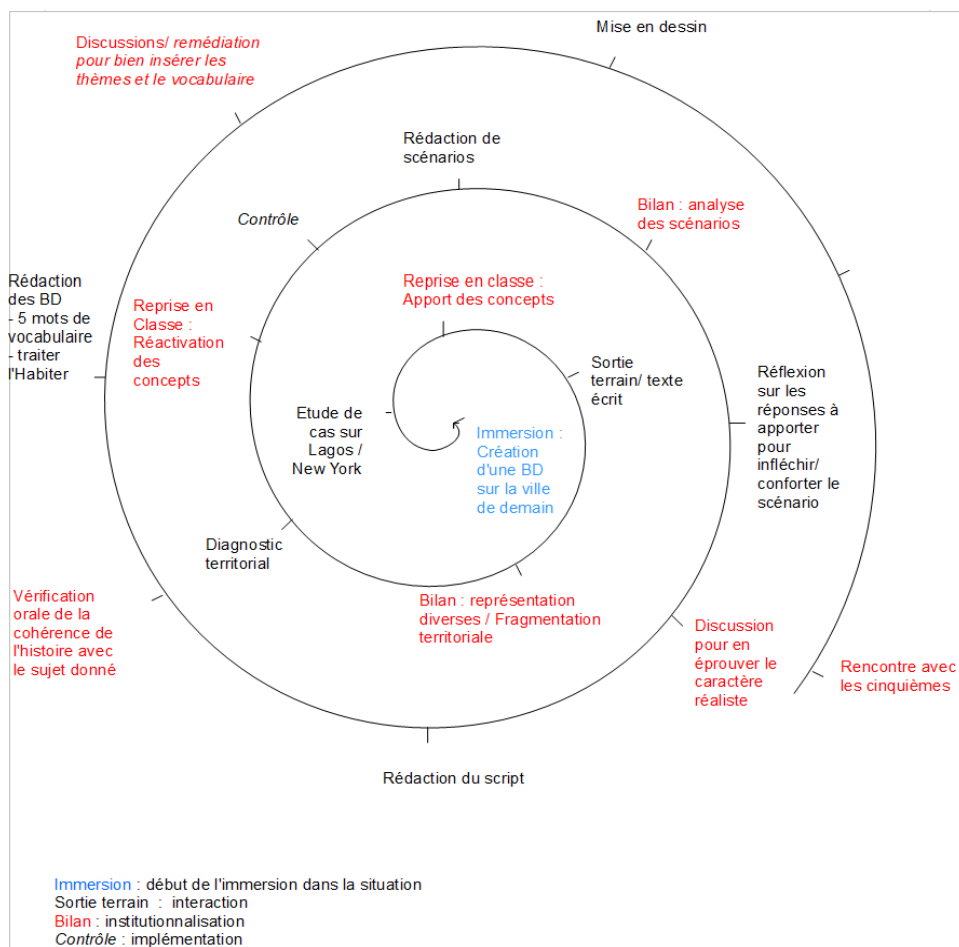 Mise en dessin
Discussions/ remédiation
pour bien insérer les
thèmes et le vocabulaire
Rédaction de
scénarios
Contrôle
Bilan : analyse
des scénarios
Rédaction
des BD
- 5 mots de
vocabulaire
- traiter
l'Habiter
Reprise en
Classe :
Réactivation
des
concepts
Reprise en classe :
Apport des concepts
Sortie
terrain/ texte
écrit
Réflexion
sur les
réponses à
apporter
pour
infléchir/
conforter le
scénario
Etude de
cas sur
Lagos /
New York
Immersion :
Création
d'une BD
sur la ville
de demain
Diagnostic
territorial
Bilan : représentation
diverses / Fragmentation
territoriale
Vérification
orale de la
cohérence de
l'histoire avec
le sujet donné
Discussion
pour en
éprouver le
caractère
réaliste
Rencontre avec
les cinquièmes
Rédaction du script
Immersion : début de l'immersion dans la situation
Sortie terrain : interaction
Bilan : institutionnalisation
Contrôle : implémentation